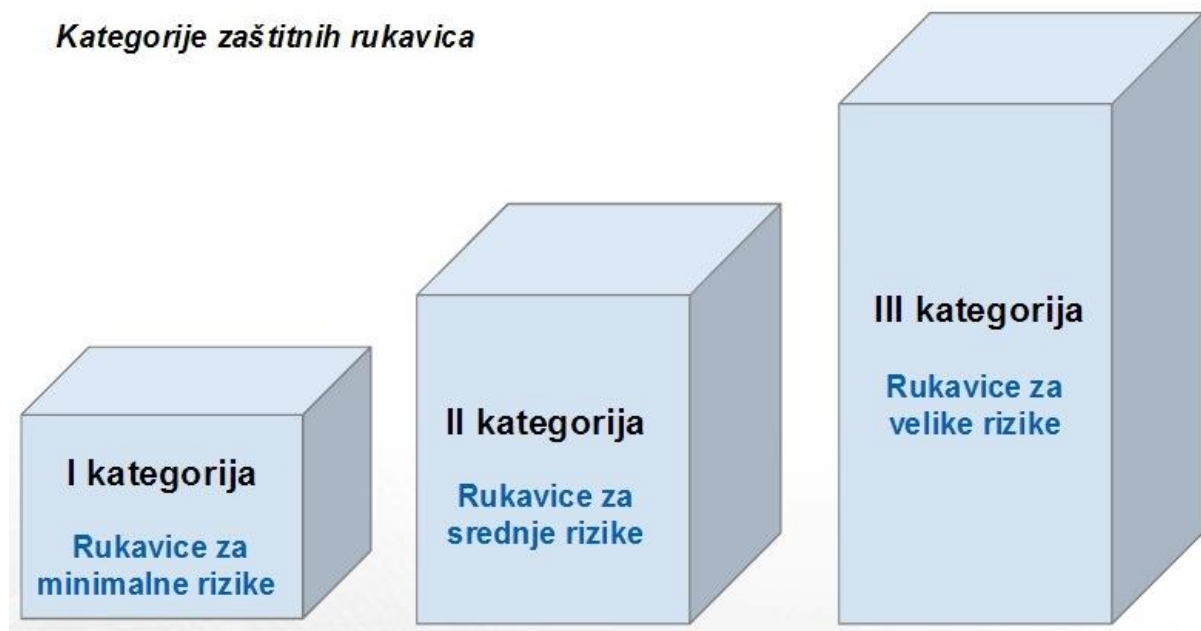 Kategorije zaštitnih rukavica
I kategorija
Rukavice za
minimalne rizike
II kategorija
Rukavice za
srednje rizike
III kategorija
Rukavice za
velike rizike